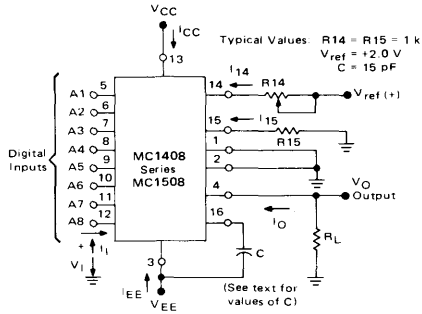 VCC
ICC
13
Typical Values: R14 = R15 = 1 k
Vref = +2.0 V
C = 15 pF
Digital
Inputs
A1 5
A2 6
A3 7
A4 8
A5 9
A6 10
A7 11
A8 12
MC1408
Series
MC1508
14 I14 R14 Vref (+)
15 I15 R15
1
2
4 VO
Output
16 IO
C
RL
+ II
VI
3
IEE
VEE
(See text for
values of C)